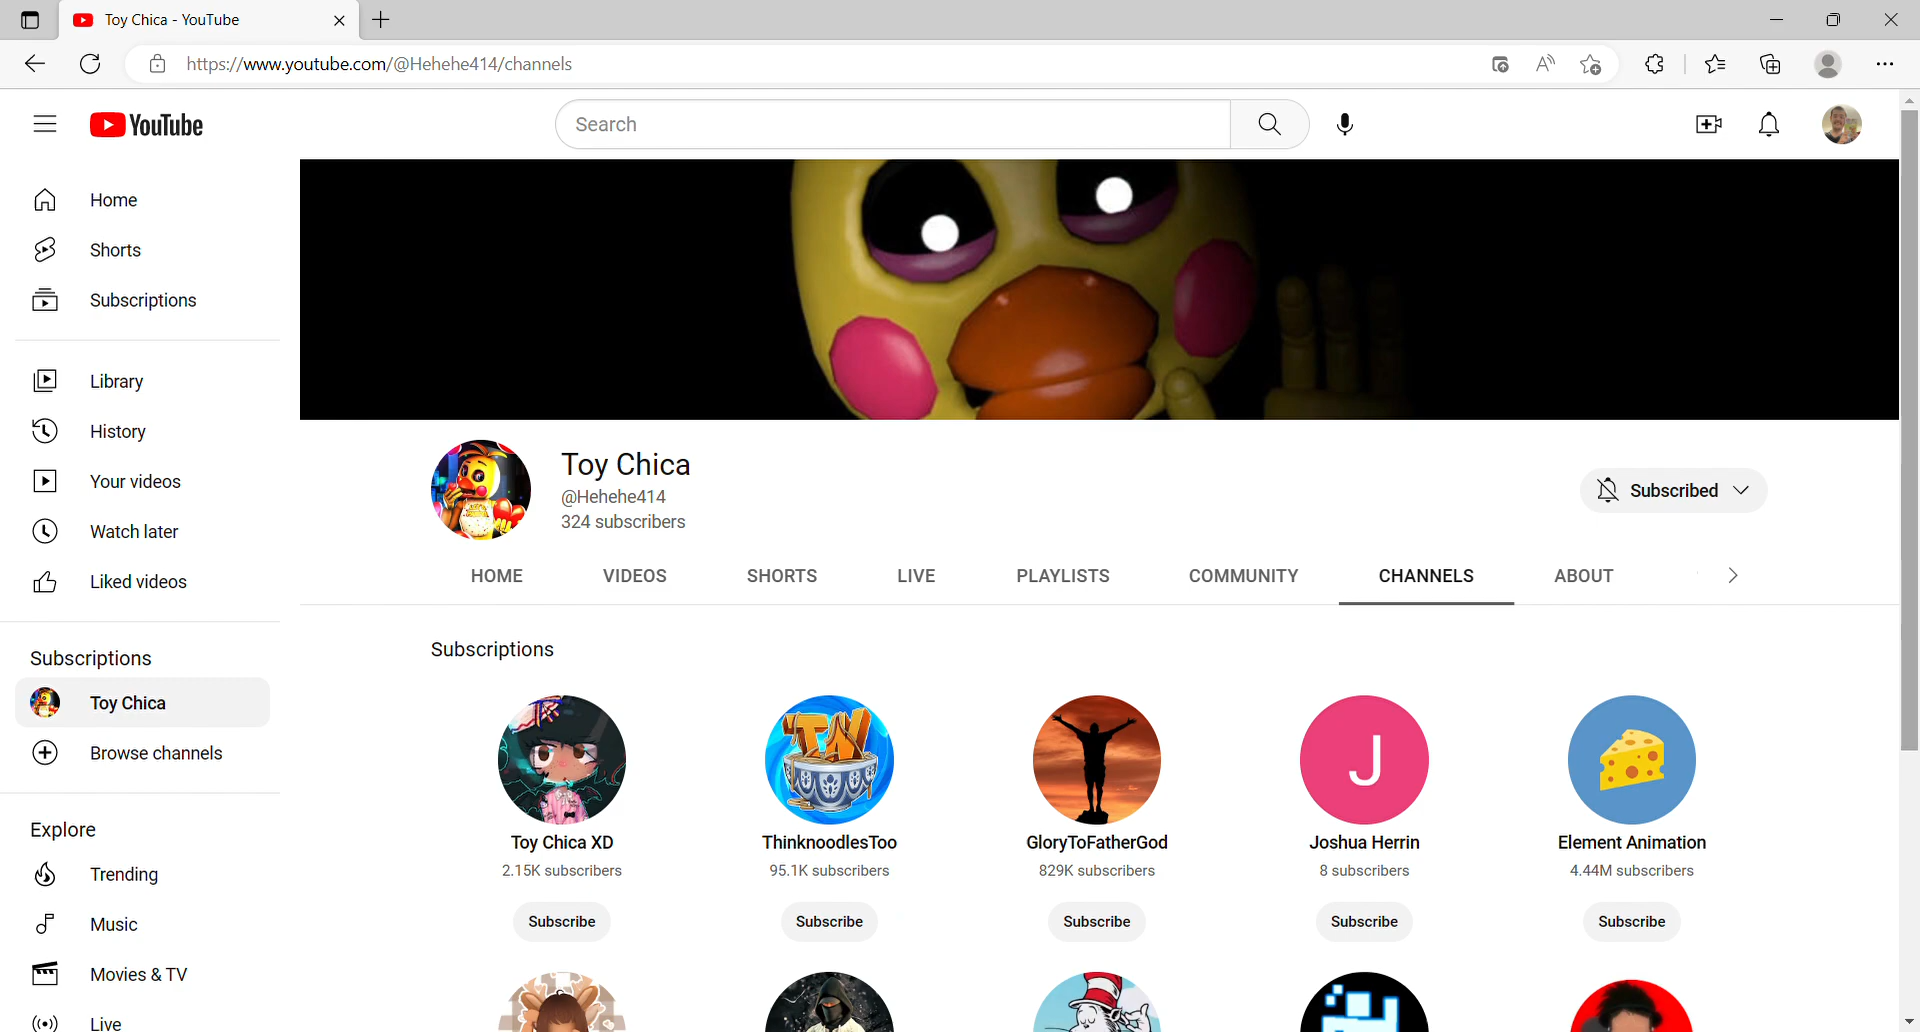 Toy Chica - YouTube
https://www.youtube.com/@Hehehe414/channels
YouTube
Search
Home
Shorts
Subscriptions
Library
History
Your videos
Watch later
Liked videos
Subscriptions
Toy Chica
Browse channels
Explore
Trending
Music
Movies & TV
Live
Toy Chica
@Hehehe414
324 subscribers
Subscribed
HOME VIDEOS SHORTS LIVE PLAYLISTS COMMUNITY CHANNELS ABOUT
Subscriptions
TN
J
Toy Chica XD ThinknoodlesToo GloryToFatherGod Joshua Herrin Element Animation
2.15K subscribers 95.1K subscribers 829K subscribers 8 subscribers 4.44M subscribers
Subscribe Subscribe Subscribe Subscribe Subscribe